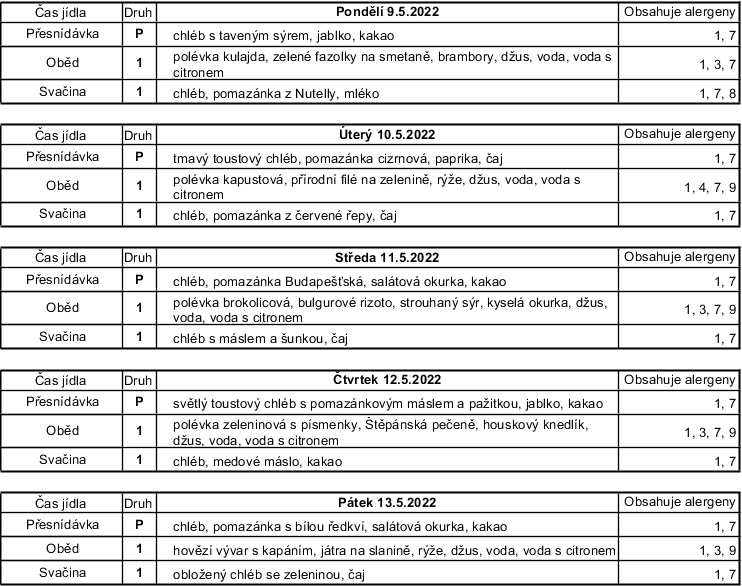 Čas jídla Druh Pondělí 9.5.2022 Obsahuje alergeny
Přesnídávka P chléb s taveným sýrem, jablko, kakao 1, 7
Oběd 1 polévka kulajda, zelené fazolky na smetaně, brambory, džus, voda, voda s citronem 1, 3, 7
Svačina 1 chléb, pomazánka z Nutelly, mléko 1, 7, 8
Čas jídla Druh Úterý 10.5.2022 Obsahuje alergeny
Přesnídávka P tmavý toustový chléb, pomazánka cizrnová, paprika, čaj 1, 7
Oběd 1 polévka kapustová, přírodní filé na zelenině, rýže, džus, voda, voda s citronem 1, 4, 7, 9
Svačina 1 chléb, pomazánka z červené řepy, čaj 1, 7
Čas jídla Druh Středa 11.5.2022 Obsahuje alergeny
Přesnídávka P chléb, pomazánka Budapešťská, salátová okurka, kakao 1, 7
Oběd 1 polévka brokolicová, bulgurové rizoto, strouhaný sýr, kyselá okurka, džus, voda, voda s citronem 1, 3, 7, 9
Svačina 1 chléb s máslem a šunkou, čaj 1, 7
Čas jídla Druh Čtvrtek 12.5.2022 Obsahuje alergeny
Přesnídávka P světlý toustový chléb s pomazánkovým máslem a pažitkou, jablko, kakao 1, 7
Oběd 1 polévka zeleninová s písmenky, Štěpánská pečeně, houskový knedlík, džus, voda, voda s citronem 1, 3, 7, 9
Svačina 1 chléb, medové máslo, kakao 1, 7
Čas jídla Druh Pátek 13.5.2022 Obsahuje alergeny
Přesnídávka P chléb, pomazánka s bílou ředkví, salátová okurka, kakao 1, 7
Oběd 1 hovězí vývar s kapáním, játra na slanině, rýže, džus, voda, voda s citronem 1, 3, 9
Svačina 1 obložený chléb se zeleninou, čaj 1, 7